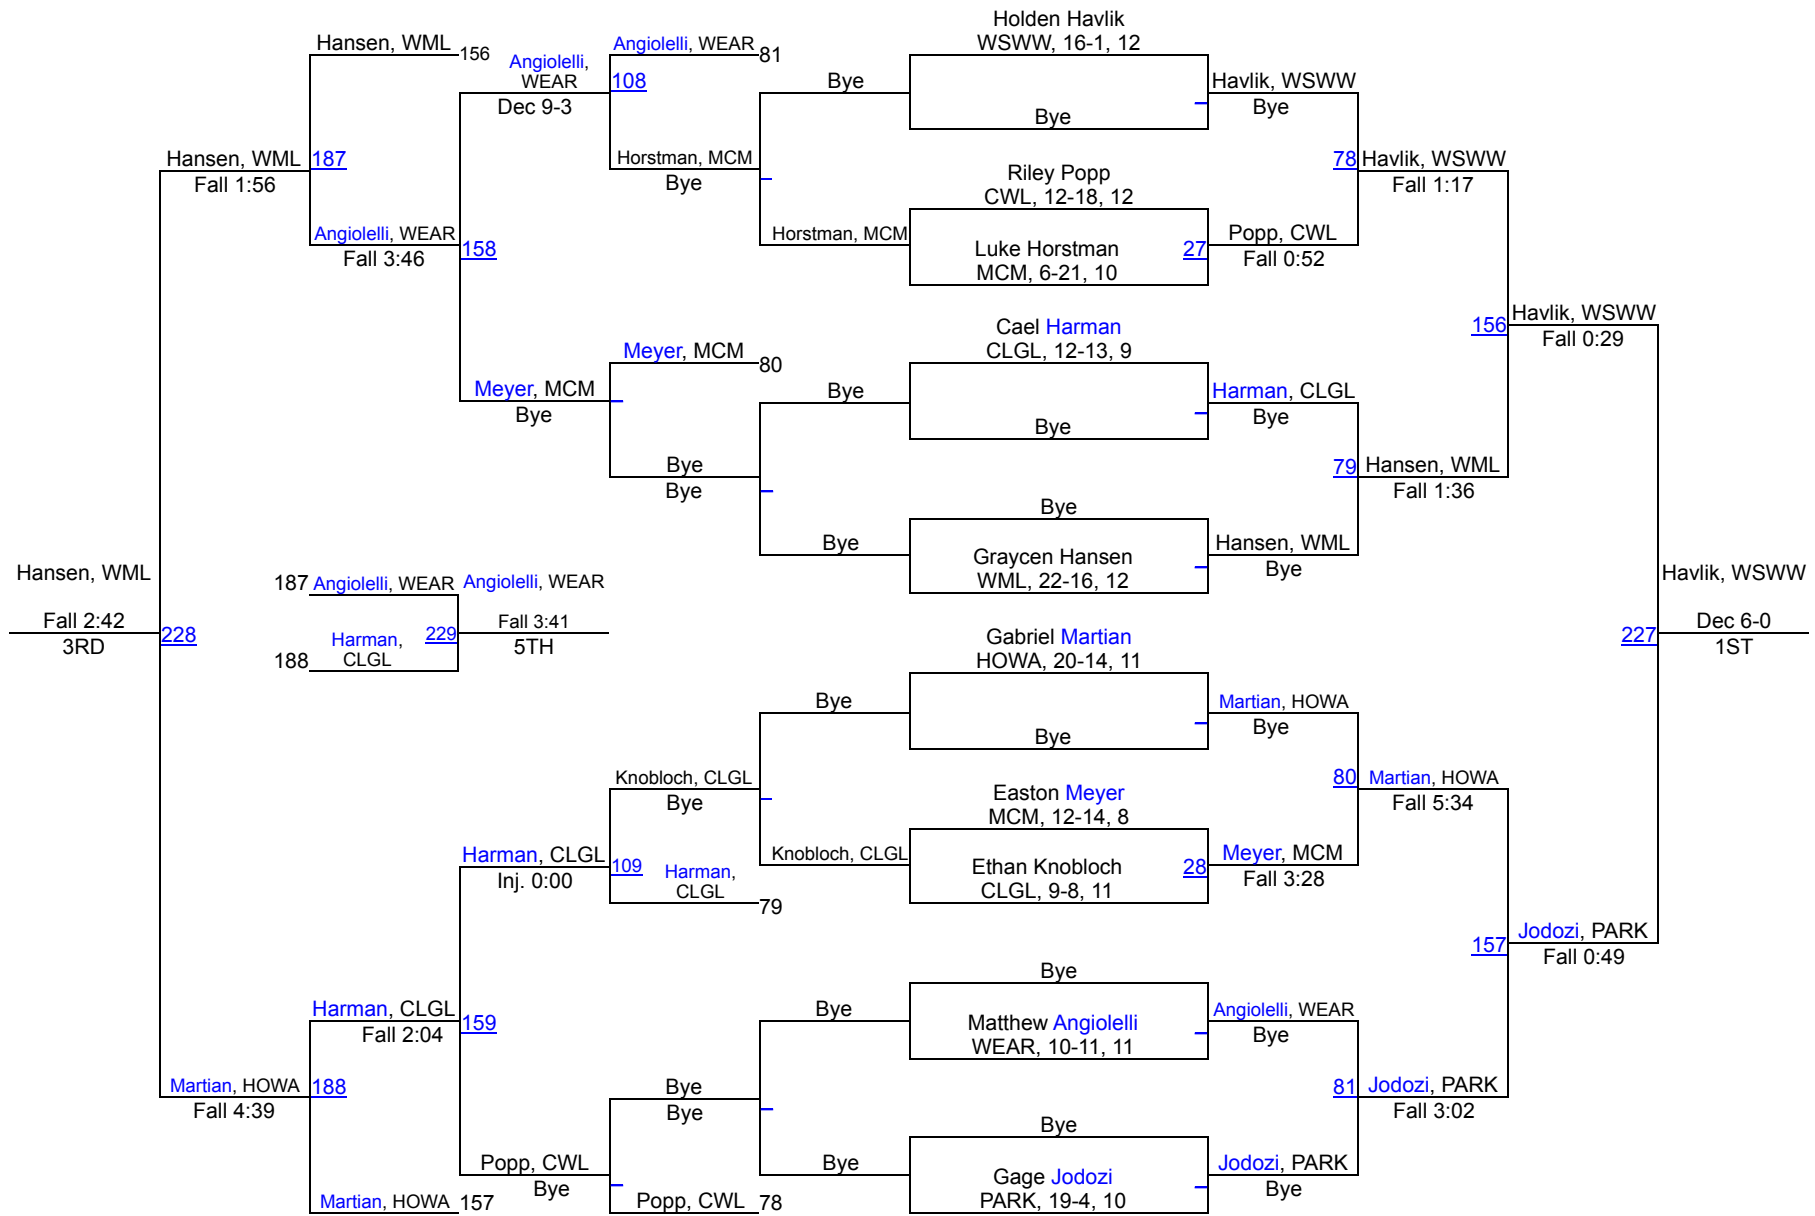 Holden Havlik
WSWW, 16-1, 12
Hansen, WML
156
Angiolelli,
WEAR
Dec 9-3
Angiolelli, WEAR
81
108
Bye
Bye
Havlik, WSWW
Bye
Hansen, WML
Fall 1:56
187
Horstman, MCM
Bye
Riley Popp
CWL, 12-18, 12
78
Havlik, WSWW
Fall 1:17
Angiolelli, WEAR
Fall 3:46
158
Horstman, MCM
Luke Horstman
MCM, 6-21, 10
27
Popp, CWL
Fall 0:52
Cael Harman
CLGL, 12-13, 9
156
Havlik, WSWW
Fall 0:29
Meyer, MCM
80
Meyer, MCM
Bye
Bye
Bye
Harman, CLGL
Bye
Bye
Bye
79
Hansen, WML
Fall 1:36
Bye
Bye
Graycen Hansen
WML, 22-16, 12
Hansen, WML
Bye
Hansen, WML
Fall 2:42
3RD
228
187
Angiolelli, WEAR
Angiolelli, WEAR
188
Harman,
CLGL
229
Fall 3:41
5TH
Gabriel Martian
HOWA, 20-14, 11
Havlik, WSWW
227
Dec 6-0
1ST
Bye
Bye
Martian, HOWA
Bye
Knobloch, CLGL
Bye
Easton Meyer
MCM, 12-14, 8
80
Martian, HOWA
Fall 5:34
Harman, CLGL
Inj. 0:00
109
Harman,
CLGL
79
Knobloch, CLGL
Ethan Knobloch
CLGL, 9-8, 11
28
Meyer, MCM
Fall 3:28
157
Jodozi, PARK
Fall 0:49
Harman, CLGL
Fall 2:04
159
Bye
Bye
Matthew Angiolelli
WEAR, 10-11, 11
Angiolelli, WEAR
Bye
Martian, HOWA
Fall 4:39
188
Bye
Bye
81
Jodozi, PARK
Fall 3:02
Popp, CWL
Bye
Bye
Bye
Gage Jodozi
PARK, 19-4, 10
Jodozi, PARK
Bye
Martian, HOWA
157
Popp, CWL
78